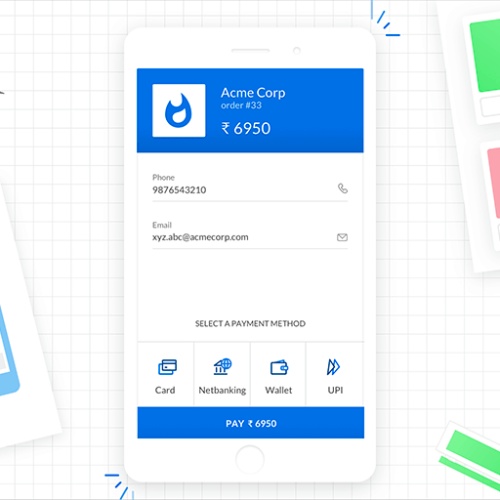 Acme Corp
order #33
₹ 6950
Phone
9876543210
Email
xyz.abc@acmecorp.com
SELECT A PAYMENT METHOD
Card Netbanking Wallet UPI
PAY ₹ 6950